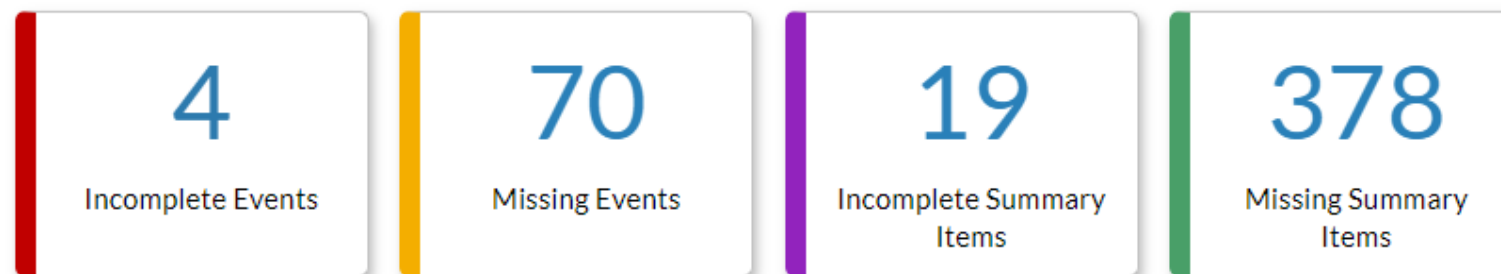 4
Incomplete Events
70
Missing Events
19
Incomplete Summary
Items
378
Missing Summary
Items